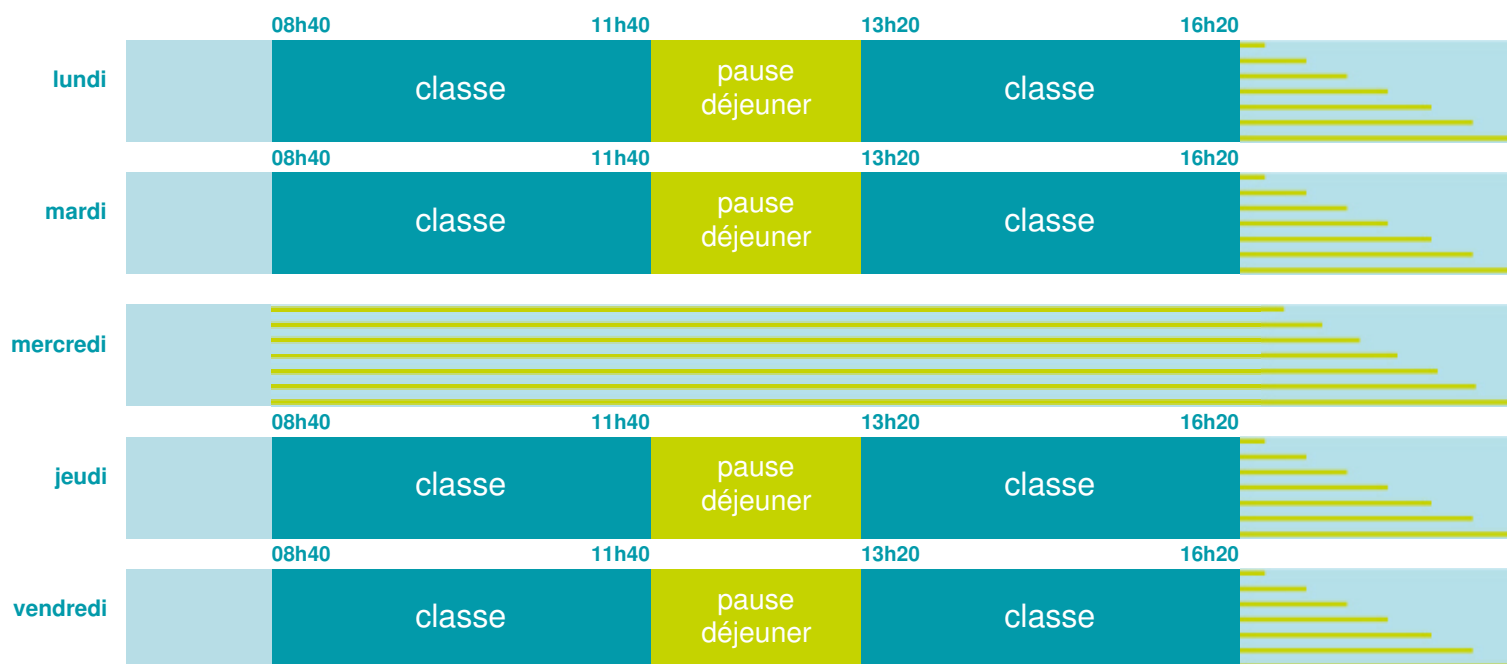 08h40 11h40 13h20 16h20
lundi classe pause déjeuner classe
08h40 11h40 13h20 16h20
mardi classe pause déjeuner classe
mercredi
08h40 11h40 13h20 16h20
jeudi classe pause déjeuner classe
08h40 11h40 13h20 16h20
vendredi classe pause déjeuner classe